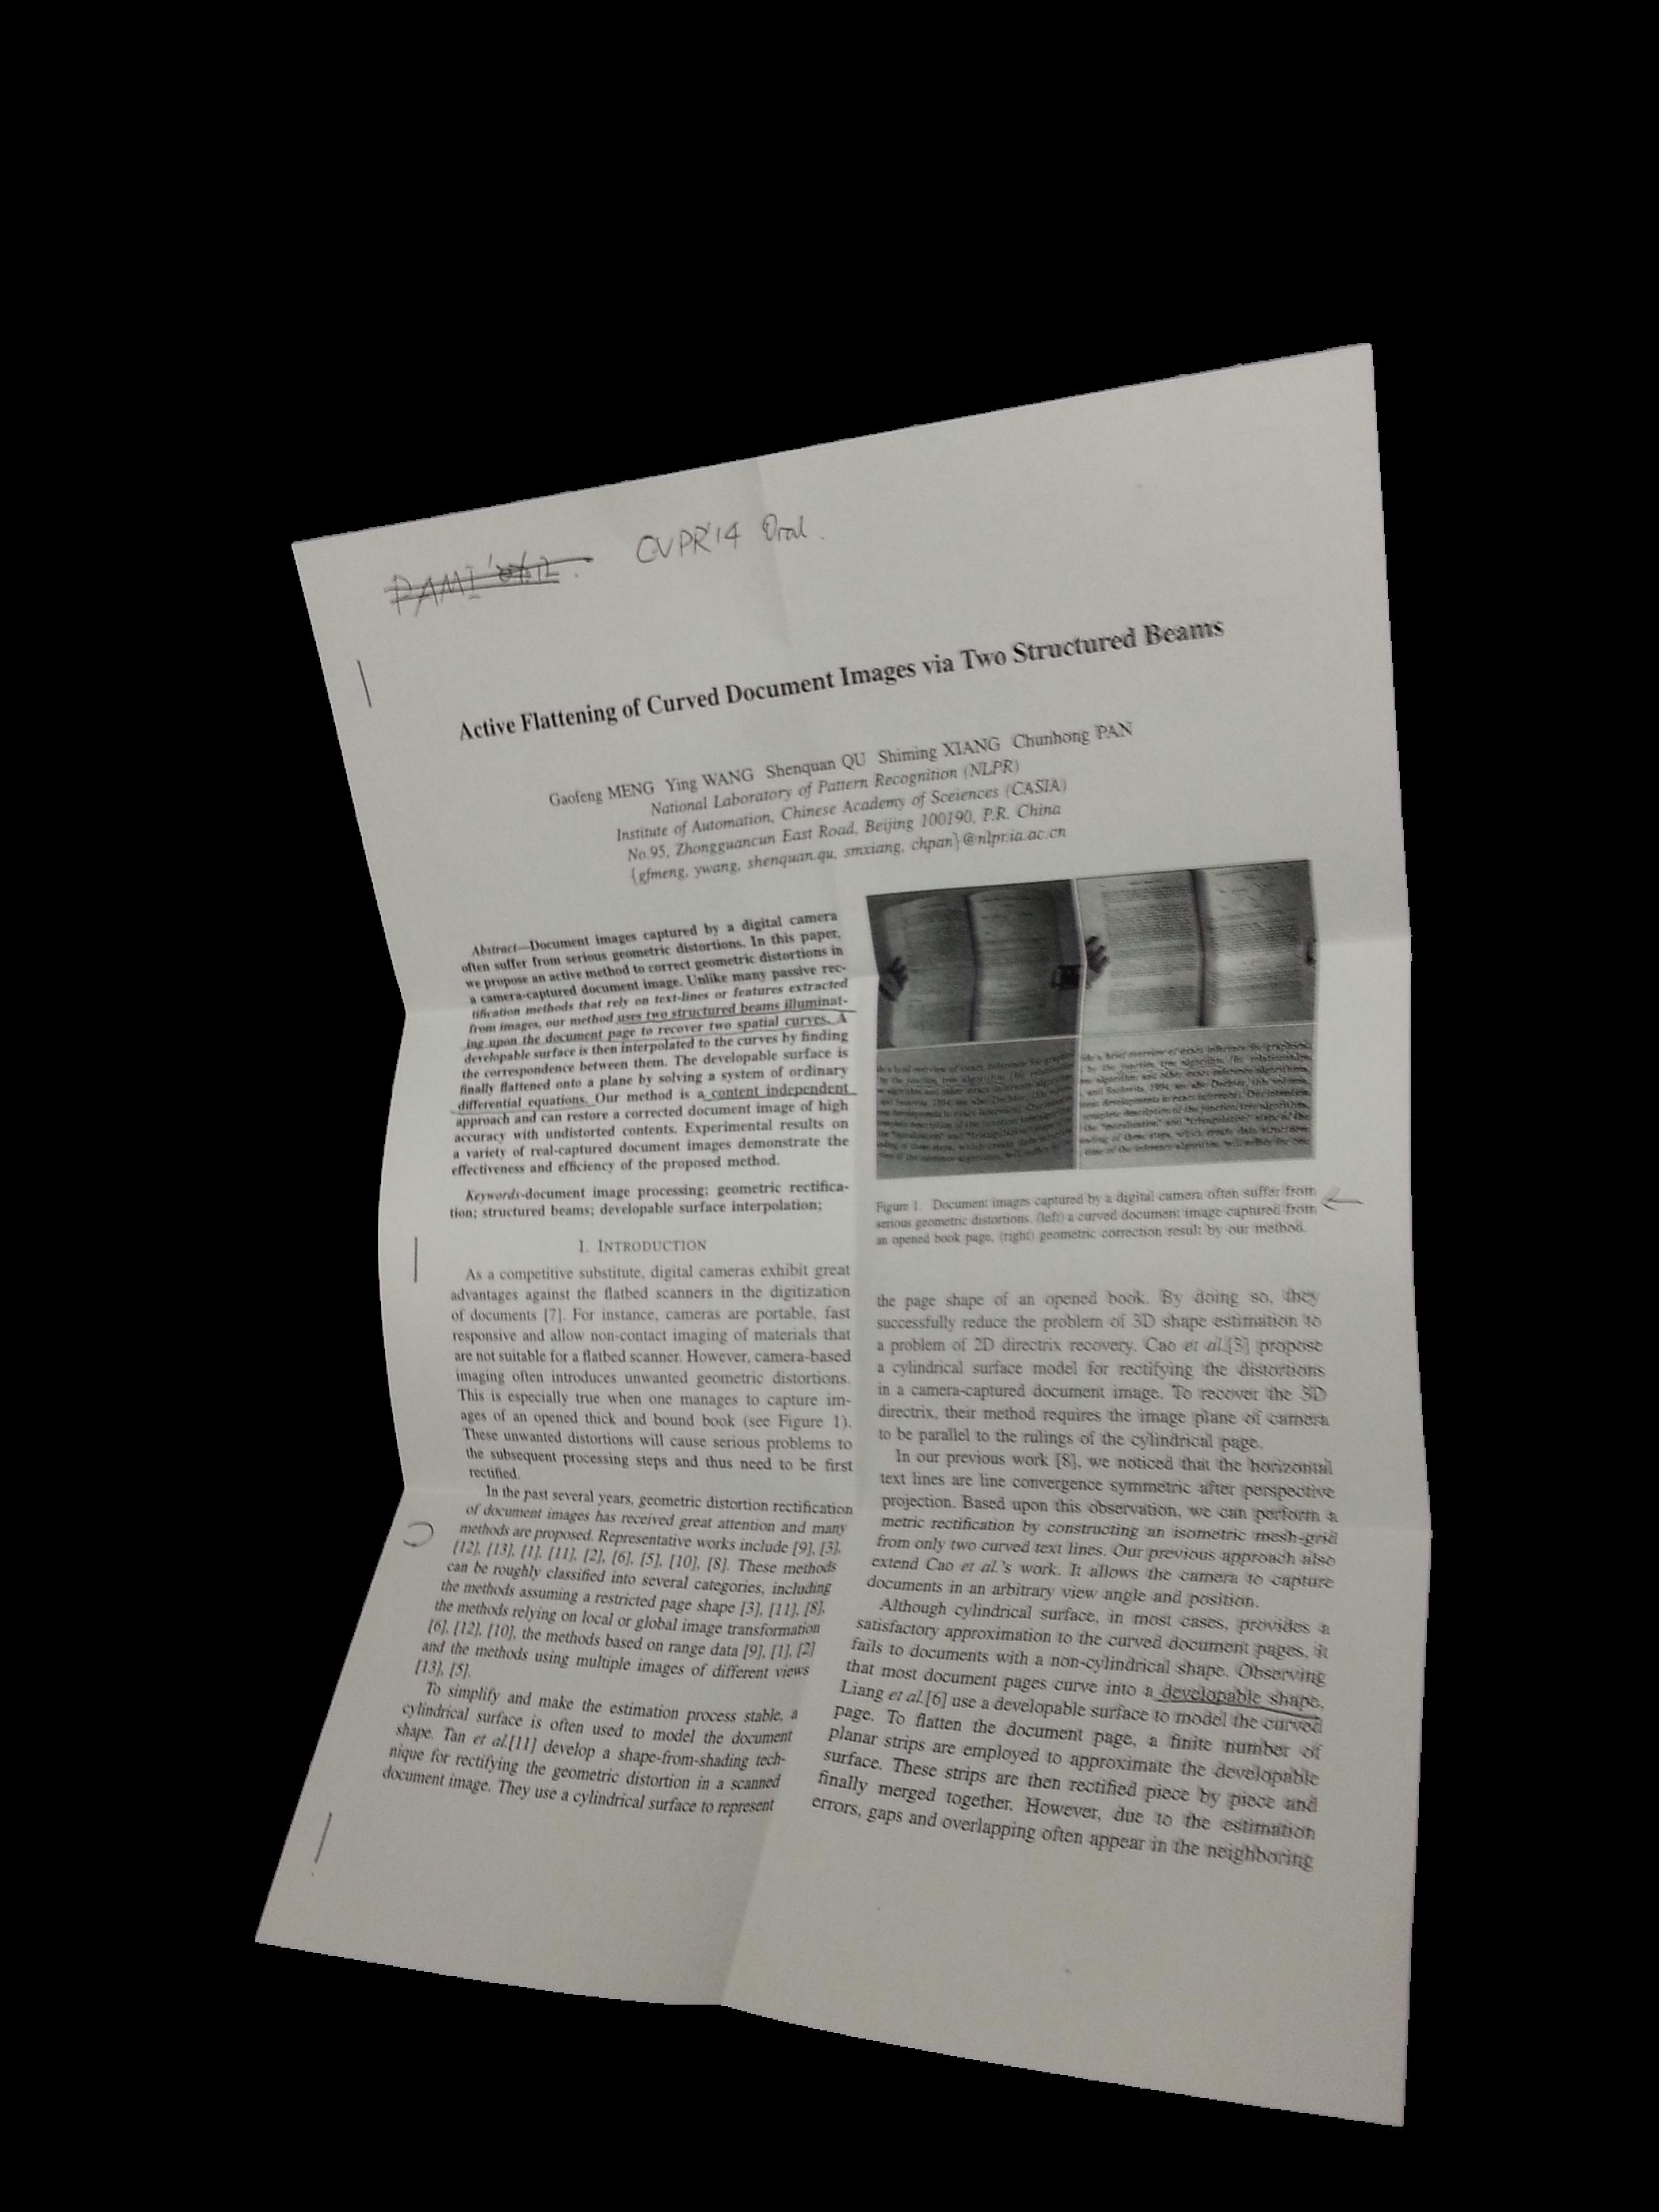 CVPR'14 Oral.
Active Flattening of Curved Document Images via Two Structured Beams
Gaofeng MENG Ying WANG Shenquan QU Shiming XIANG Chunhong PAN
National Laboratory of Pattern Recognition (NLPR)
Institute of Automation, Chinese Academy of Sceiences (CASIA)
No.95, Zhongguancun East Road, Beijing 100190, P.R. China
{gfmeng, ywang, shenquan.qu, smxiang, chpan}@nlpr.ia.ac.cn
Abstract—Document images captured by a digital camera
often suffer from serious geometric distortions. In this paper,
we propose an active method to correct geometric distortions in
a camera-captured document image. Unlike many passive rec-
tification methods that rely on text-lines or features extracted
from images, our method uses two structured beams illuminat-
ing upon the document page to recover two spatial curves. A
developable surface is then interpolated to the curves by finding
the correspondence between them. The developable surface is
finally flattened onto a plane by solving a system of ordinary
differential equations. Our method is a content independent
approach and can restore a corrected document image of high
accuracy with undistorted contents. Experimental results on
a variety of real-captured document images demonstrate the
effectiveness and efficiency of the proposed method.
Keywords-document image processing; geometric rectifica-
tion; structured beams; developable surface interpolation;
I. INTRODUCTION
As a competitive substitute, digital cameras exhibit great
advantages against the flatbed scanners in the digitization
of documents [7]. For instance, cameras are portable, fast
responsive and allow non-contact imaging of materials that
are not suitable for a flatbed scanner. However, camera-based
imaging often introduces unwanted geometric distortions.
This is especially true when one manages to capture im-
ages of an opened thick and bound book (see Figure 1).
These unwanted distortions will cause serious problems to
the subsequent processing steps and thus need to be first
rectified.
In the past several years, geometric distortion rectification
of document images has received great attention and many
methods are proposed. Representative works include [9], [3],
[12], [13], [1], [11], [2], [6], [5], [10], [8]. These methods
can be roughly classified into several categories, including
the methods assuming a restricted page shape [3], [11], [8],
the methods relying on local or global image transformation
[6], [12], [10], the methods based on range data [9], [1], [2]
and the methods using multiple images of different views
[13], [5].
To simplify and make the estimation process stable, a
cylindrical surface is often used to model the document
shape. Tan et al.[11] develop a shape-from-shading tech-
nique for rectifying the geometric distortion in a scanned
document image. They use a cylindrical surface to represent
Figure 1. Document images captured by a digital camera often suffer from
serious geometric distortions. (left) a curved document image captured from
an opened book page, (right) geometric correction result by our method.
the page shape of an opened book. By doing so, they
successfully reduce the problem of 3D shape estimation to
a problem of 2D directrix recovery. Cao et al.[3] propose
a cylindrical surface model for rectifying the distortions
in a camera-captured document image. To recover the 3D
directrix, their method requires the image plane of camera
to be parallel to the rulings of the cylindrical page.
In our previous work [8], we noticed that the horizontal
text lines are line convergence symmetric after perspective
projection. Based upon this observation, we can perform a
metric rectification by constructing an isometric mesh-grid
from only two curved text lines. Our previous approach also
extend Cao et al.'s work. It allows the camera to capture
documents in an arbitrary view angle and position.
Although cylindrical surface, in most cases, provides a
satisfactory approximation to the curved document pages, it
fails to documents with a non-cylindrical shape. Observing
that most document pages curve into a developable shape,
Liang et al.[6] use a developable surface to model the curved
page. To flatten the document page, a finite number of
planar strips are employed to approximate the developable
surface. These strips are then rectified piece by piece and
finally merged together. However, due to the estimation
errors, gaps and overlapping often appear in the neighboring